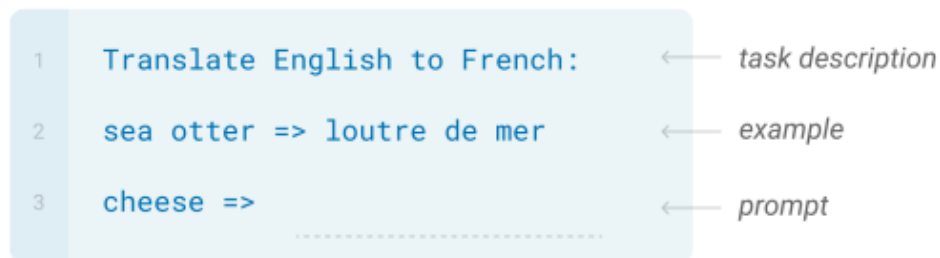 1 Translate English to French: task description
2 sea otter => loutre de mer example
3 cheese => prompt